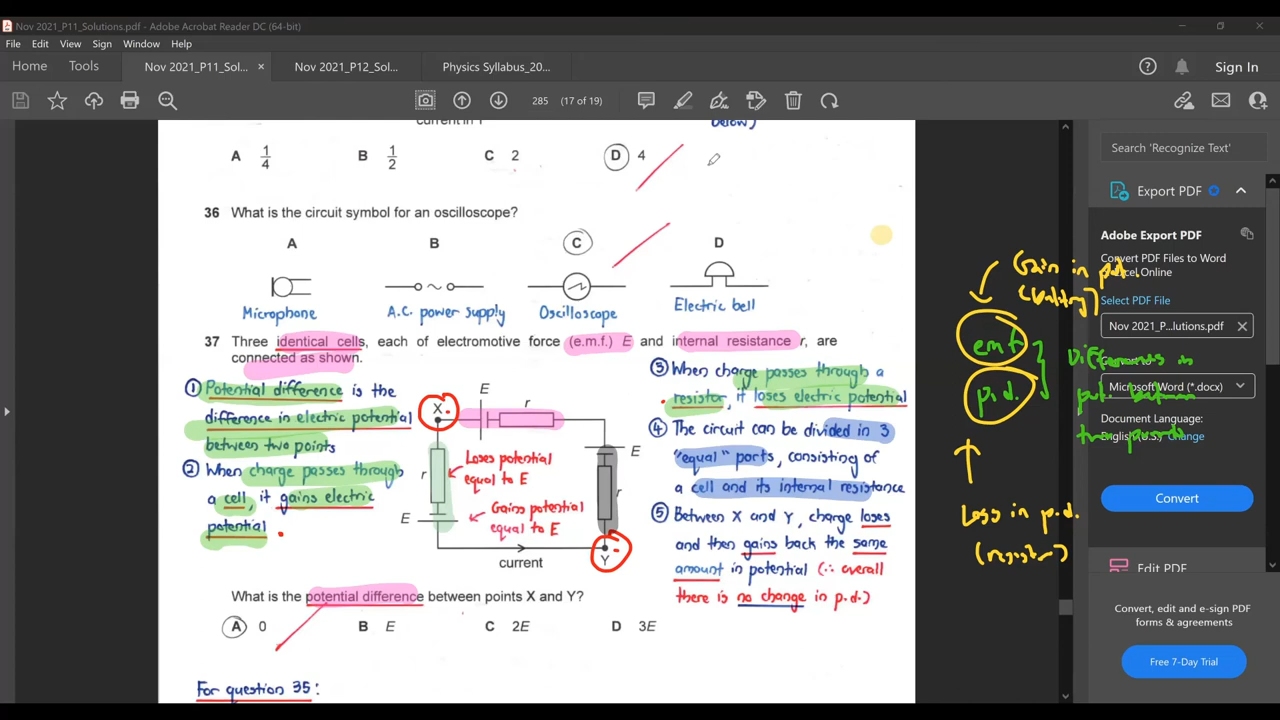 Nov 2021_P11_Solutions.pdf - Adobe Acrobat Reader DC (64-bit)
File Edit View Sign Window Help
Home Tools Nov 2021_P11_Sol... × Nov 2021_P12_Sol... Physics Syllabus_20... Sign In
285 (17 of 19)
current in
A 1/4 B 1/2 C 2 D 4
36 What is the circuit symbol for an oscilloscope?
A B C D
Microphone A.C. power supply Oscilloscope Electric bell
37 Three identical cells, each of electromotive force (e.m.f.) E and internal resistance r, are
connected as shown.
① Potential difference is the
difference in electric potential
between two points
② When charge passes through
a cell, it gains electric
potential.
X E r
E r
r E
Y
Loses potential
equal to E
Gains potential
equal to E
current
③ When charge passes through a
resistor, it loses electric potential
④ The circuit can be divided in 3
"equal" parts, consisting of
a cell and its internal resistance
⑤ Between X and Y, charge loses
and then gains back the same
amount in potential (∴ overall
there is no change in p.d.)
What is the potential difference between points X and Y?
A 0 B E C 2E D 3E
For question 35:
Gain in
emf
p.d.
Loss in p.d.
Search 'Recognize Text'
Export PDF
Adobe Export PDF
Convert PDF Files to Word
Select PDF File
Nov 2021_P...lutions.pdf ×
Microsoft Word (*.docx)
Document Language:
Change
Convert
Edit PDF
Convert, edit and e-sign PDF
forms & agreements
Free 7-Day Trial